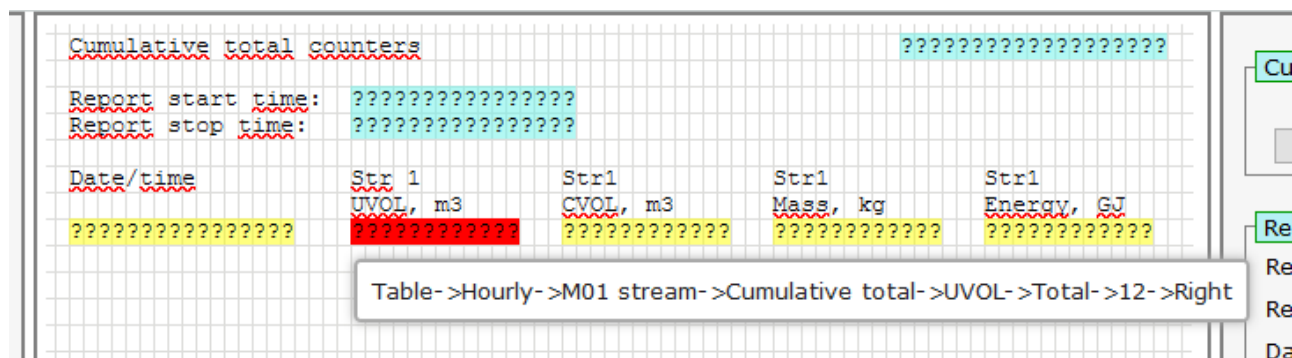 Cumulative total counters ???????????????????
Report start time: ????????????????
Report stop time: ????????????????
Date/time Str 1 Str1 Str1 Str1
UVOL, m3 CVOL, m3 Mass, kg Energy, GJ
???????????????? ???????????? ???????????? ???????????? ????????????
Table->Hourly->M01 stream->Cumulative total->UVOL->Total->12->Right
Cu
Re
Re
Re
Da